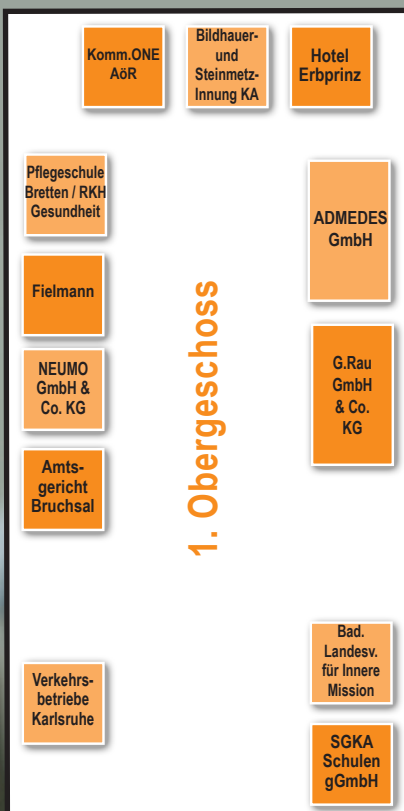 Komm.ONE
AöR
Bildhauer-
und
Steinmetz-
Innung KA
Hotel
Erbprinz
Pflegeschule
Bretten / RKH
Gesundheit
ADMEDES
GmbH
Fielmann
NEUMO
GmbH &
Co. KG
G.Rau
GmbH
& Co.
KG
Amts-
gericht
Bruchsal
1. Obergeschoss
Verkehrs-
betriebe
Karlsruhe
Bad.
Landesv.
für Innere
Mission
SGKA
Schulen
gGmbH